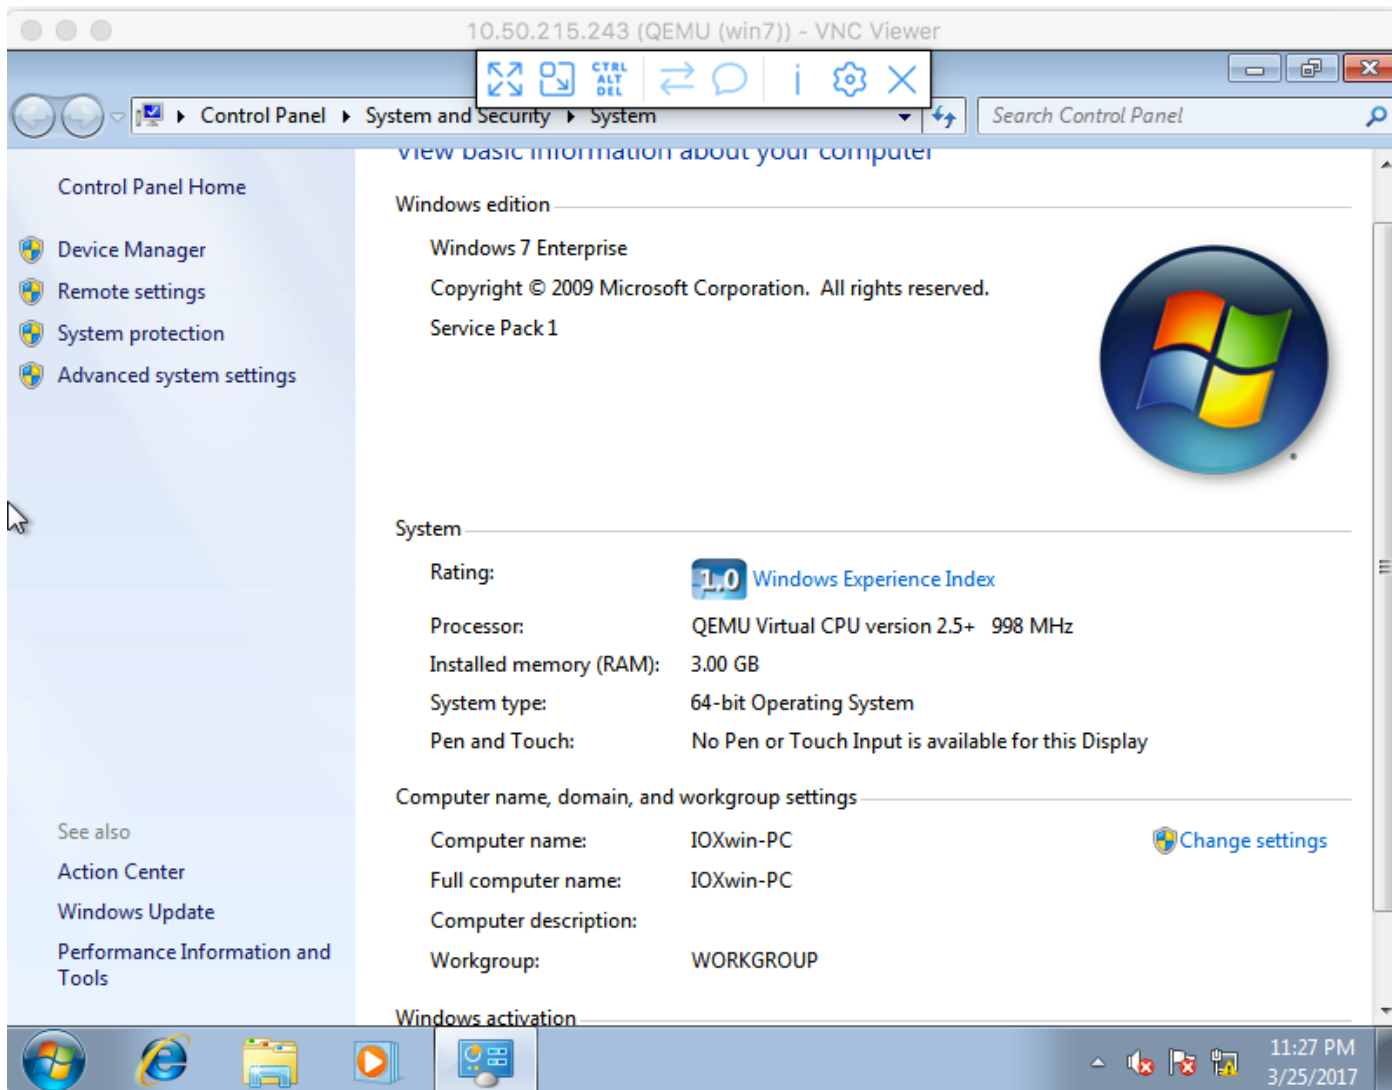 10.50.215.243 (QEMU (win7)) - VNC Viewer
CTRL
ALT
DEL
Control Panel
System and Security
System
Search Control Panel
Control Panel Home
Device Manager
Remote settings
System protection
Advanced system settings
See also
Action Center
Windows Update
Performance Information and
Tools
View basic information about your computer
Windows edition
Windows 7 Enterprise
Copyright © 2009 Microsoft Corporation.  All rights reserved.
Service Pack 1
System
Rating:
1.0 Windows Experience Index
Processor: QEMU Virtual CPU version 2.5+   998 MHz
Installed memory (RAM): 3.00 GB
System type: 64-bit Operating System
Pen and Touch: No Pen or Touch Input is available for this Display
Computer name, domain, and workgroup settings
Computer name: IOXwin-PC
Change settings
Full computer name: IOXwin-PC
Computer description:
Workgroup: WORKGROUP
Windows activation
11:27 PM
3/25/2017